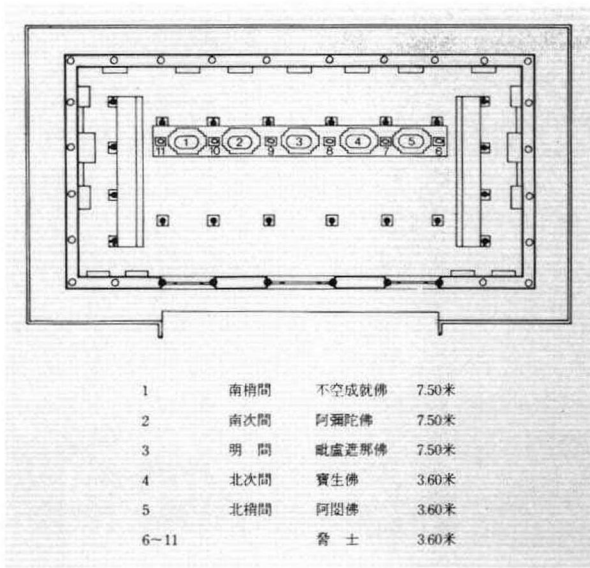 11 1 10 2 9 3 8 4 7 5 6
1 南梢間 不空成就佛 7.50米
2 南次間 阿彌陀佛 7.50米
3 明間 毗盧遮那佛 7.50米
4 北次間 寶生佛 3.60米
5 北梢間 阿閦佛 3.60米
6~11 脅士 3.60米